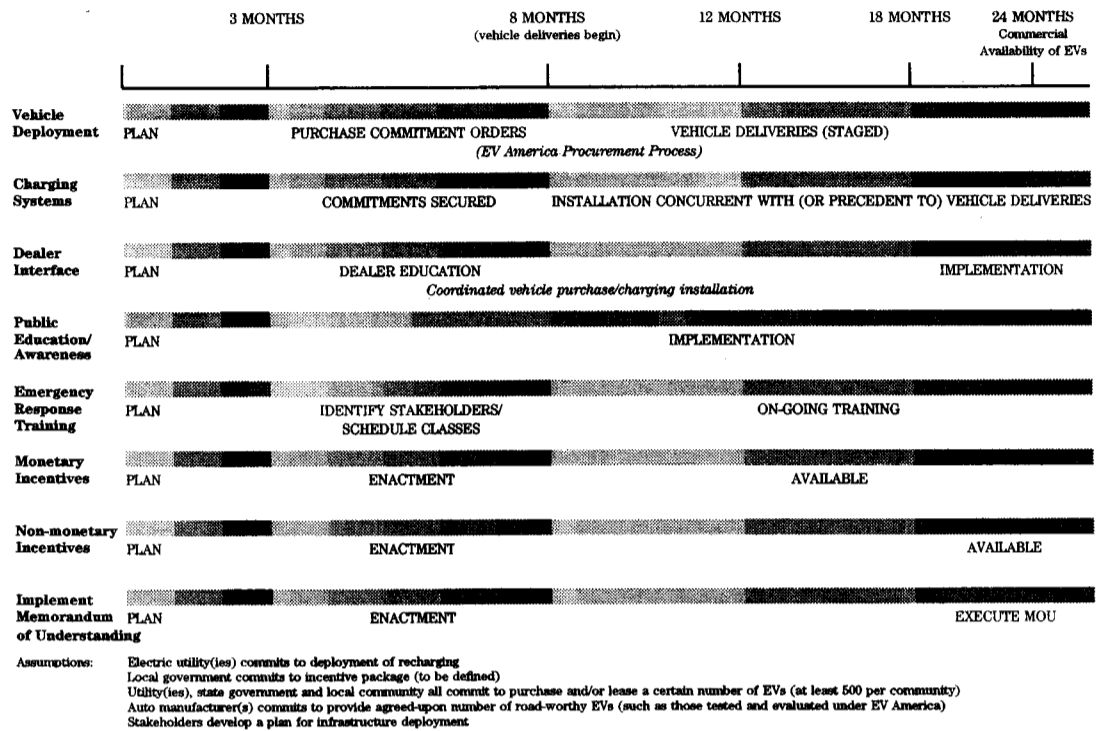 3 MONTHS 8 MONTHS 12 MONTHS 18 MONTHS 24 MONTHS
(vehicle deliveries begin) Commercial
Availability of EVs
Vehicle
Deployment PLAN PURCHASE COMMITMENT ORDERS VEHICLE DELIVERIES (STAGED)
(EV America Procurement Process)
Charging
Systems PLAN COMMITMENTS SECURED INSTALLATION CONCURRENT WITH (OR PRECEDENT TO) VEHICLE DELIVERIES
Dealer
Interface PLAN DEALER EDUCATION IMPLEMENTATION
Coordinated vehicle purchase/charging installation
Public
Education/ PLAN IMPLEMENTATION
Awareness
Emergency
Response PLAN IDENTIFY STAKEHOLDERS/ ON-GOING TRAINING
Training SCHEDULE CLASSES
Monetary
Incentives PLAN ENACTMENT AVAILABLE
Non-monetary
Incentives PLAN ENACTMENT AVAILABLE
Implement
Memorandum PLAN ENACTMENT EXECUTE MOU
of Understanding
Assumptions: Electric utility(ies) commits to deployment of recharging
Local government commits to incentive package (to be defined)
Utility(ies), state government and local community all commit to purchase and/or lease a certain number of EVs (at least 500 per community)
Auto manufacturer(s) commits to provide agreed-upon number of road-worthy EVs (such as those tested and evaluated under EV America)
Stakeholders develop a plan for infrastructure deployment